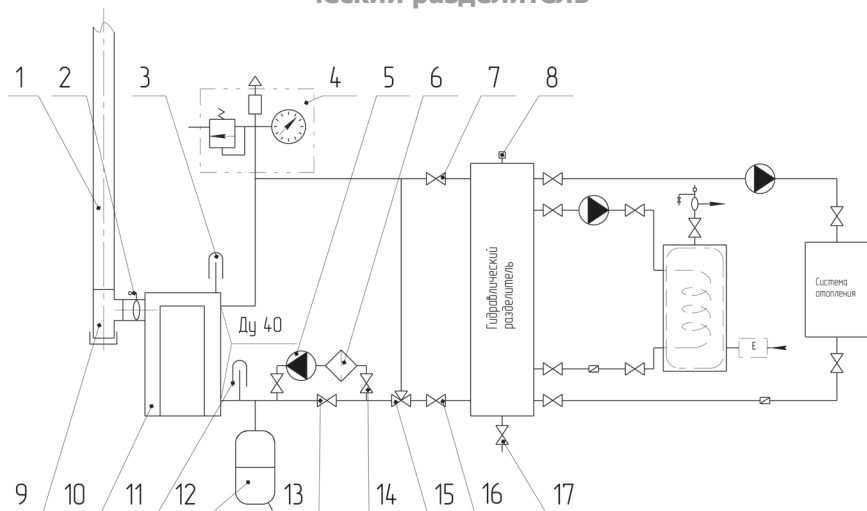 ческий разделитель
1 2 3 4 5 6 7 8
Гидравлический
разделитель
Система
отопления
Ду 40
E
9 10 11 12 13 14 15 16 17